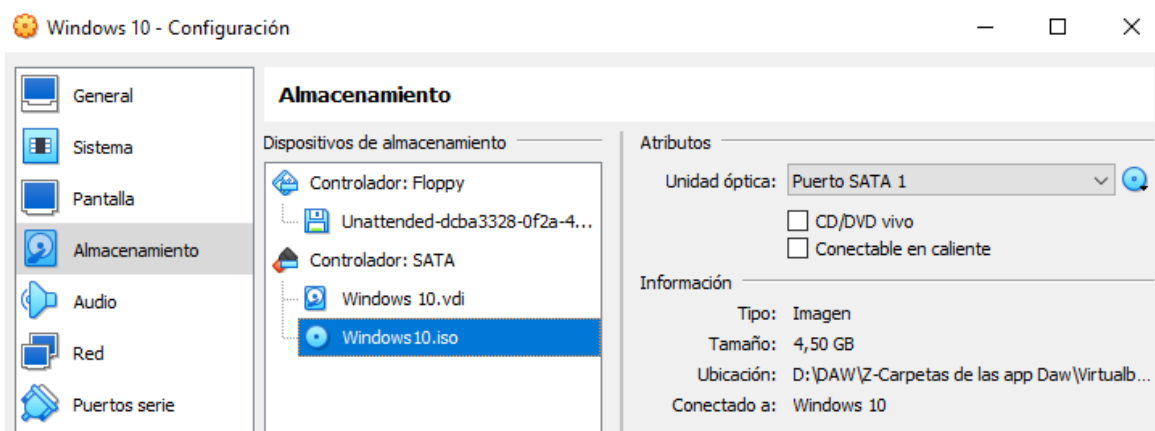 Windows 10 - Configuración
General
Sistema
Pantalla
Almacenamiento
Audio
Red
Puertos serie
Almacenamiento
Dispositivos de almacenamiento
Controlador: Floppy
Unattended-dcba3328-0f2a-4...
Controlador: SATA
Windows 10.vdi
Windows10.iso
Atributos
Unidad óptica: Puerto SATA 1
CD/DVD vivo
Conectable en caliente
Información
Tipo: Imagen
Tamaño: 4,50 GB
Ubicación: D:\DAW\Z-Carpetas de las app Daw\Virtualb...
Conectado a: Windows 10